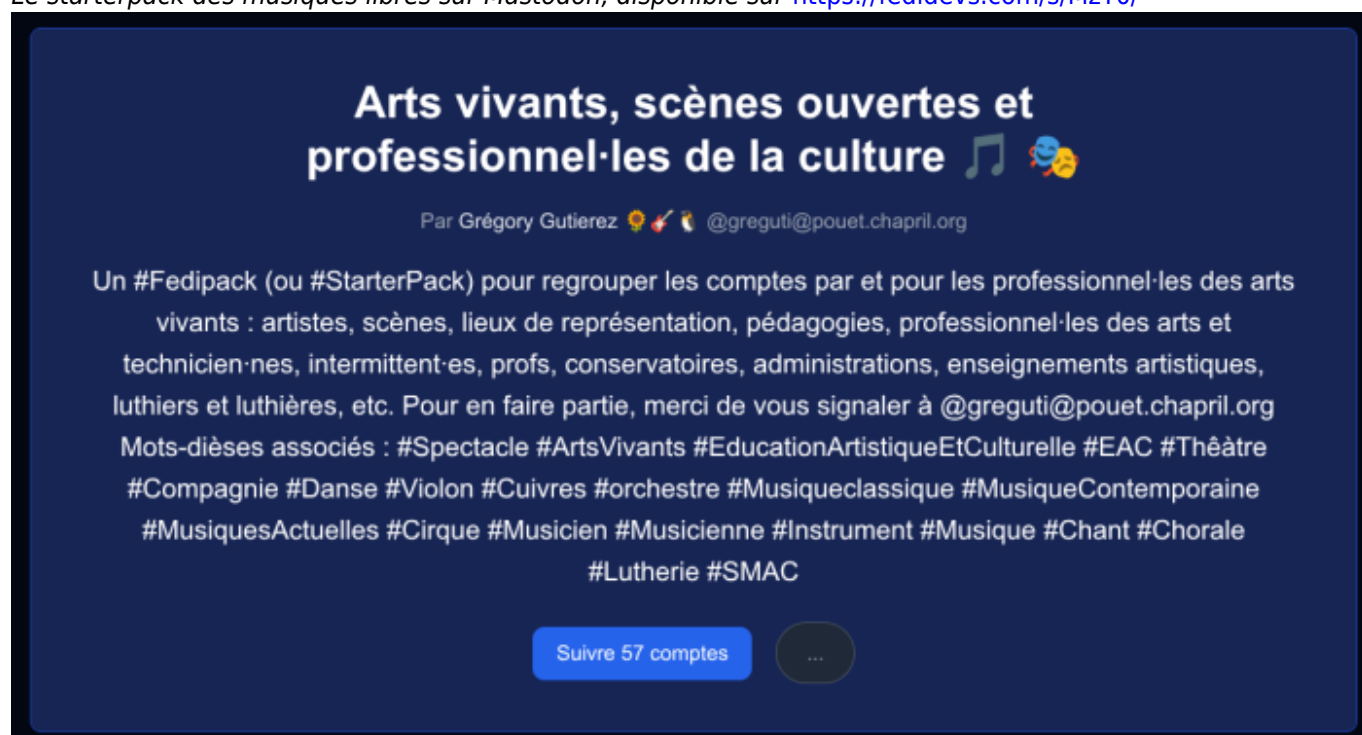 Arts vivants, scènes ouvertes et
professionnel·les de la culture 🎵 🎭
Par Grégory Gutierez 🌻🎸🐧 @greguti@pouet.chapril.org
Un #Fedipack (ou #StarterPack) pour regrouper les comptes par et pour les professionnel·les des arts
vivants : artistes, scènes, lieux de représentation, pédagogies, professionnel·les des arts et
technicien·nes, intermittent·es, profs, conservatoires, administrations, enseignements artistiques,
luthiers et luthières, etc. Pour en faire partie, merci de vous signaler à @greguti@pouet.chapril.org
Mots-dièses associés : #Spectacle #ArtsVivants #EducationArtistiqueEtCulturelle #EAC #Thêàtre
#Compagnie #Danse #Violon #Cuivres #orchestre #Musiqueclassique #MusiqueContemporaine
#MusiquesActuelles #Cirque #Musicien #Musicienne #Instrument #Musique #Chant #Chorale
#Lutherie #SMAC
Suivre 57 comptes
...